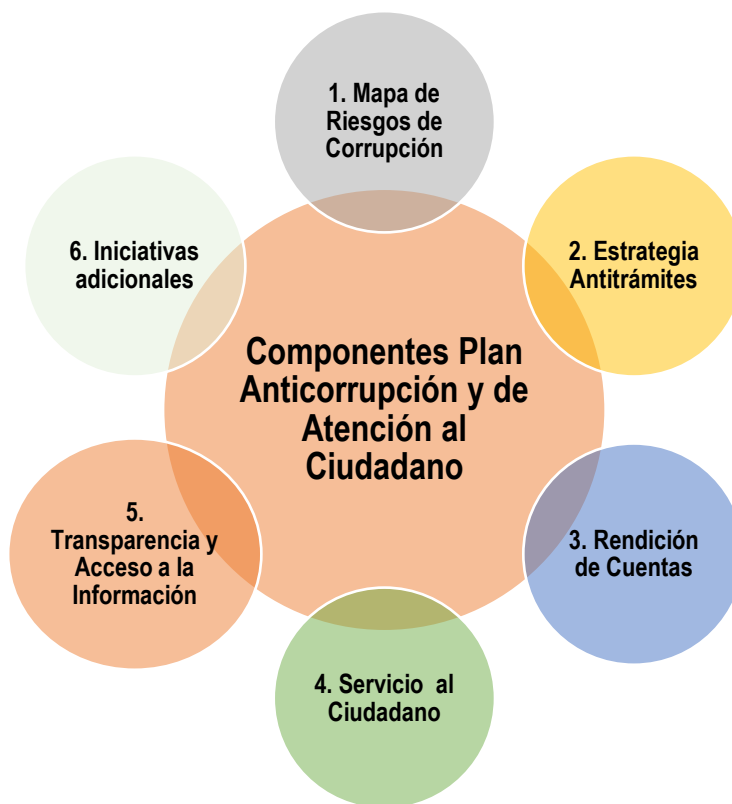 1. Mapa de
Riesgos de
Corrupción
2. Estrategia
Antitrámites
3. Rendición
de Cuentas
4. Servicio al
Ciudadano
5.
Transparencia y
Acceso a la
Información
6. Iniciativas
adicionales
Componentes Plan
Anticorrupción y de
Atención al
Ciudadano